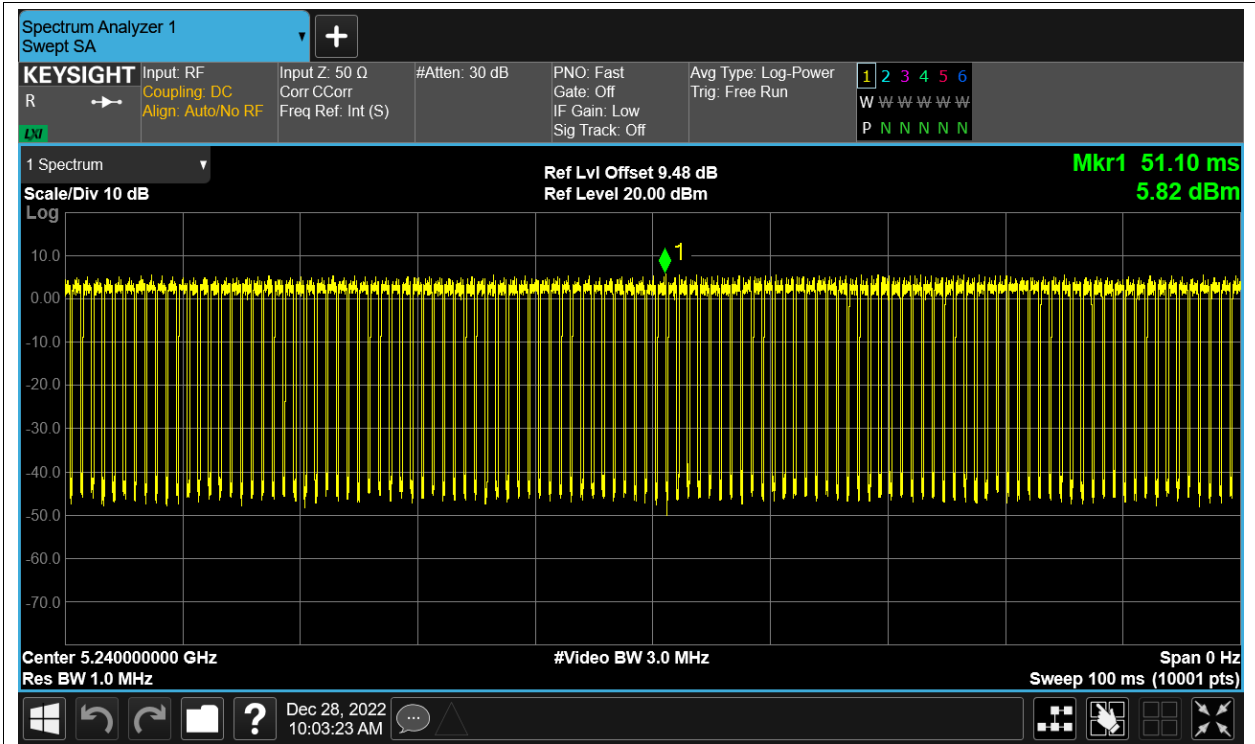 Spectrum Analyzer 1
Swept SA
KEYSIGHT
R
LXI
Input: RF
Coupling: DC
Align: Auto/No RF
Input Z: 50 Ω
Corr CCorr
Freq Ref: Int (S)
#Atten: 30 dB
PNO: Fast
Gate: Off
IF Gain: Low
Sig Track: Off
Avg Type: Log-Power
Trig: Free Run
1 2 3 4 5 6
W W W W W W
P N N N N N
1 Spectrum
Scale/Div 10 dB
Log
Ref Lvl Offset 9.48 dB
Ref Level 20.00 dBm
Mkr1 51.10 ms
5.82 dBm
1
10.0
0.00
-10.0
-20.0
-30.0
-40.0
-50.0
-60.0
-70.0
Center 5.240000000 GHz
Res BW 1.0 MHz
#Video BW 3.0 MHz
Span 0 Hz
Sweep 100 ms (10001 pts)
?
Dec 28, 2022
10:03:23 AM